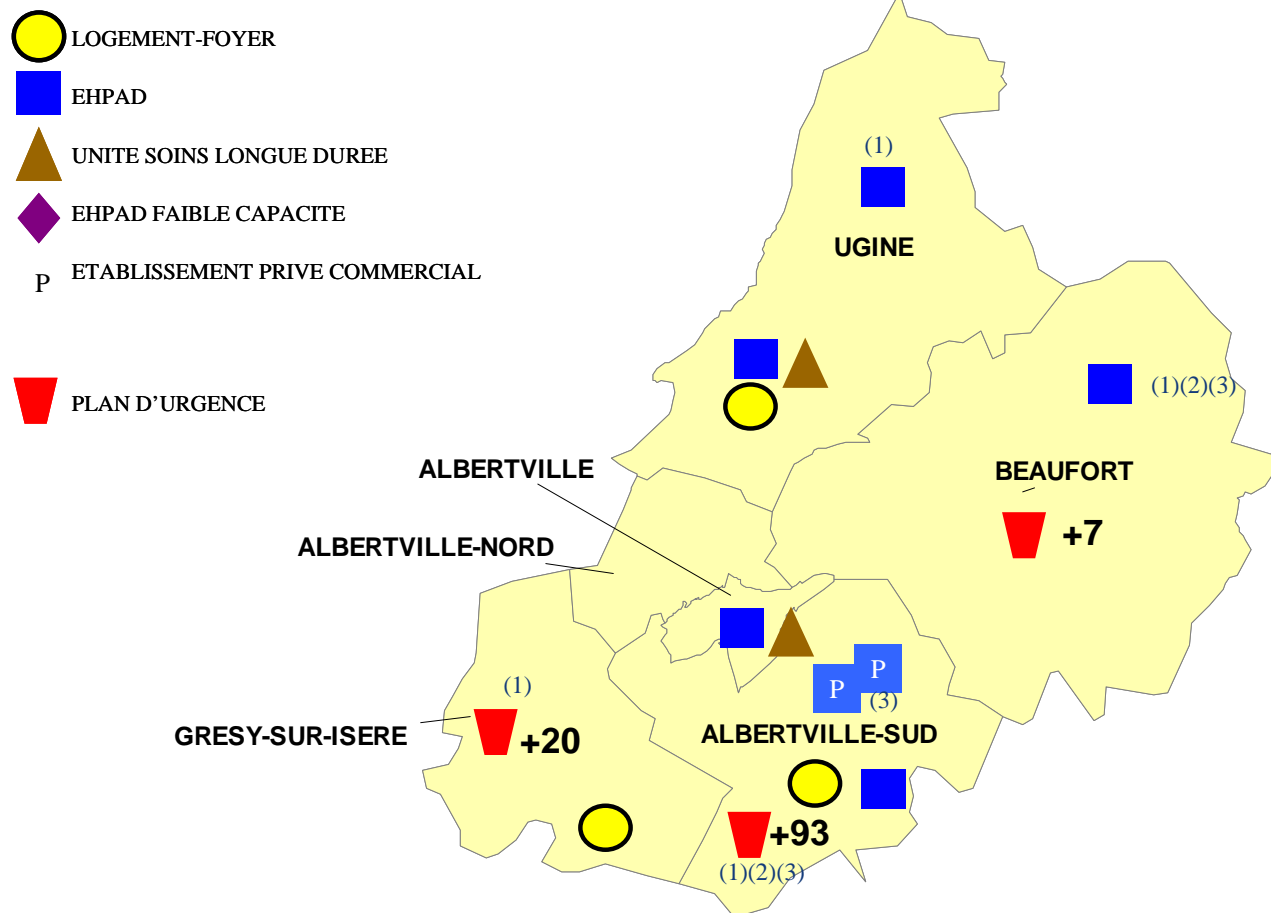 LOGEMENT-FOYER
EHPAD
UNITE SOINS LONGUE DUREE
EHPAD FAIBLE CAPACITE
P ETABLISSEMENT PRIVE COMMERCIAL
PLAN D’URGENCE
(1)
UGINE
(1)(2)(3)
ALBERTVILLE
BEAUFORT
+7
ALBERTVILLE-NORD
P
P
(3)
(1)
GRESY-SUR-ISERE
+20
ALBERTVILLE-SUD
+93
(1)(2)(3)